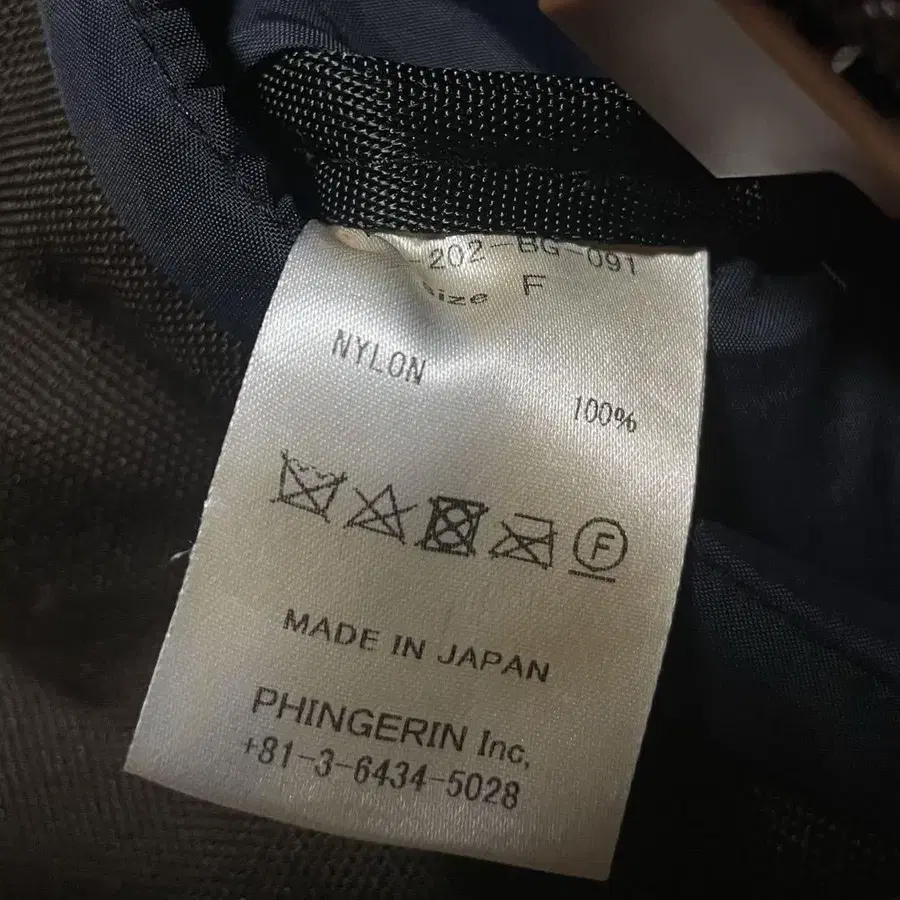 -202-BG-091
size F
NYLON
100%
F
MADE IN JAPAN
PHINGERIN Inc,
+81-3-6434-5028